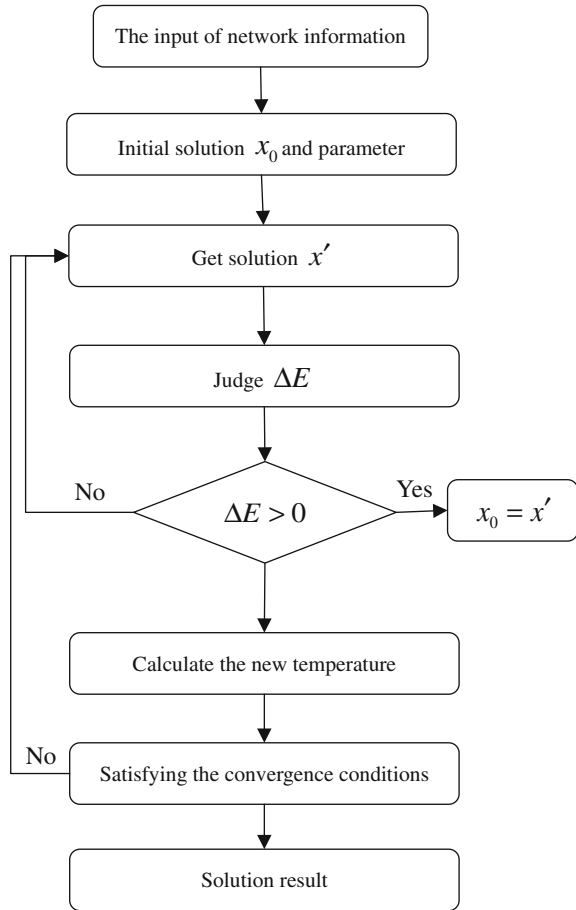 The input of network information
Initial solution x₀ and parameter
Get solution x′
Judge ΔE
No
Yes
ΔE > 0
x₀ = x′
Calculate the new temperature
No
Satisfying the convergence conditions
Solution result